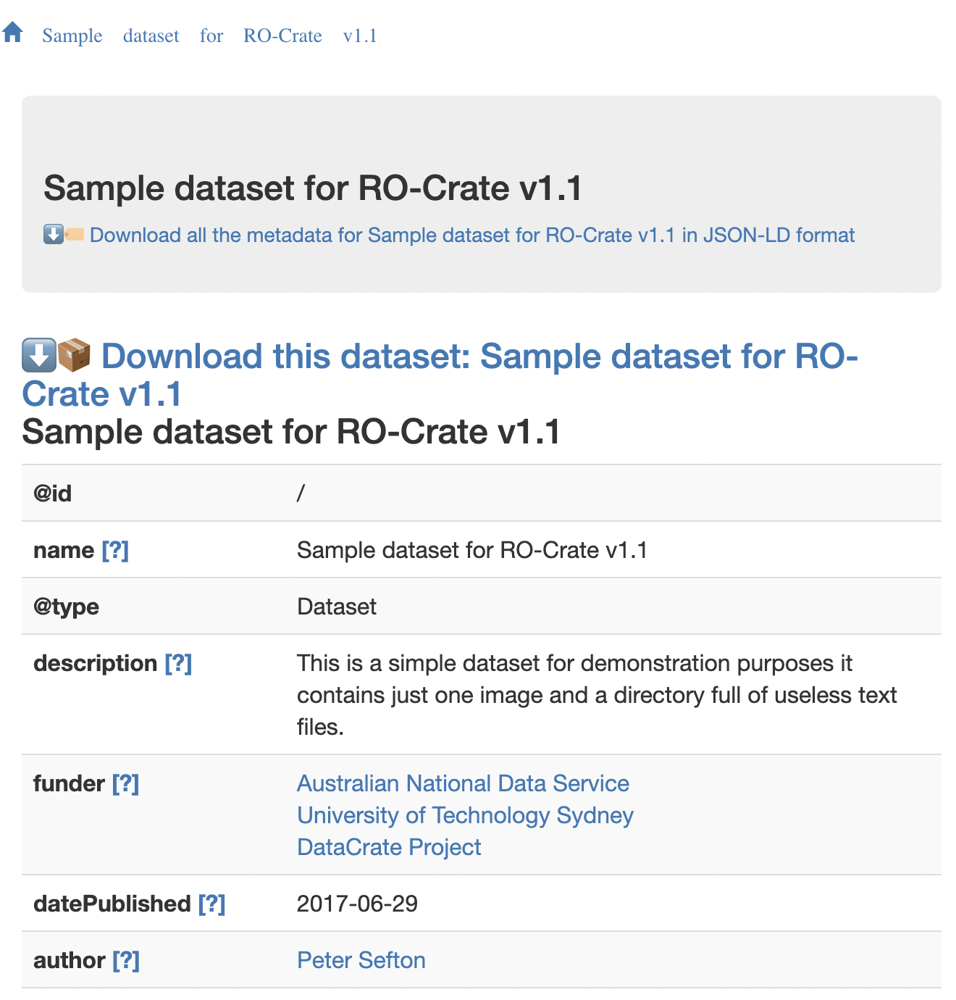 Sample dataset for RO-Crate v1.1
Sample dataset for RO-Crate v1.1
Download all the metadata for Sample dataset for RO-Crate v1.1 in JSON-LD format
Download this dataset: Sample dataset for RO-
Crate v1.1
Sample dataset for RO-Crate v1.1
@id /
name [?] Sample dataset for RO-Crate v1.1
@type Dataset
description [?] This is a simple dataset for demonstration purposes it
contains just one image and a directory full of useless text
files.
funder [?] Australian National Data Service
University of Technology Sydney
DataCrate Project
datePublished [?] 2017-06-29
author [?] Peter Sefton